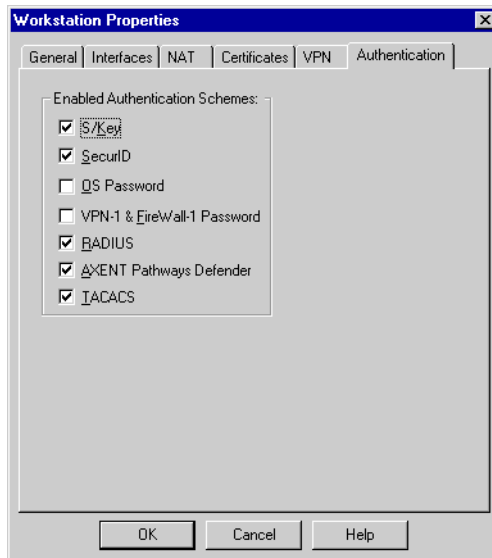 Workstation Properties
General Interfaces NAT Certificates VPN Authentication
Enabled Authentication Schemes:
S/Key
SecurID
OS Password
VPN-1 & FireWall-1 Password
RADIUS
AXENT Pathways Defender
TACACS
OK Cancel Help